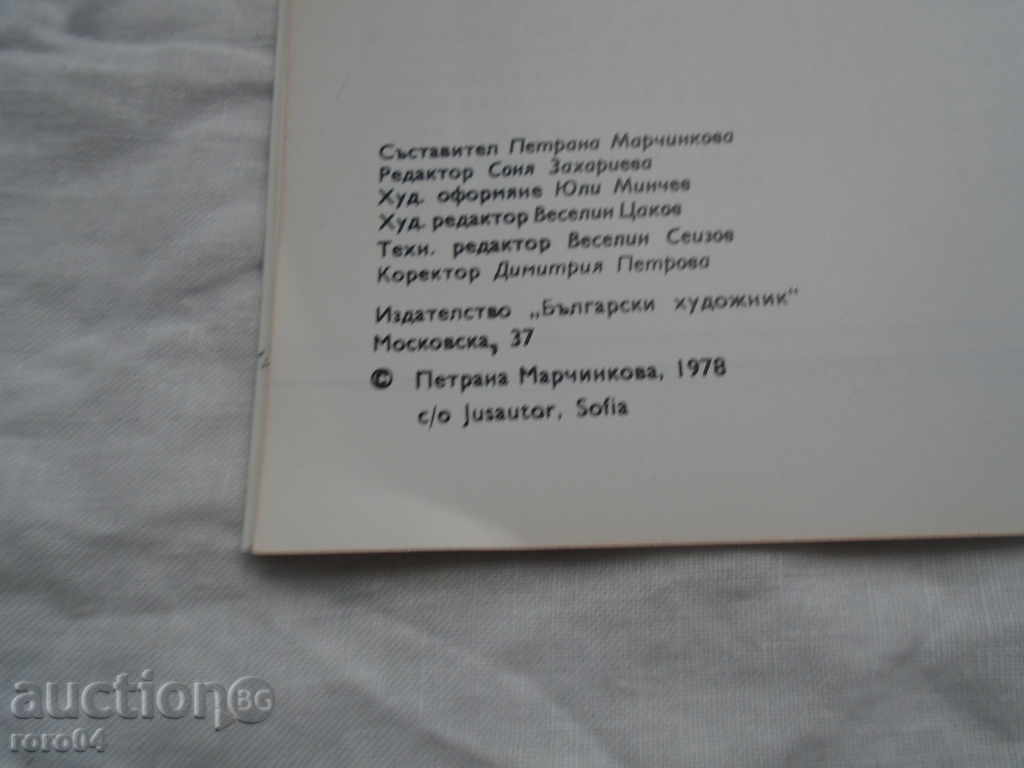 Съставител Петрана Марчинкова
Редактор Соня Захариева
Худ. оформяне Юли Минчев
Худ. редактор Веселин Цаков
Техн. редактор Веселин Сеизов
Коректор Димитрия Петрова
Издателство „Български художник“
Московска, 37
© Петрана Марчинкова, 1978
c/o Jusautor, Sofia
auction BG
roro04